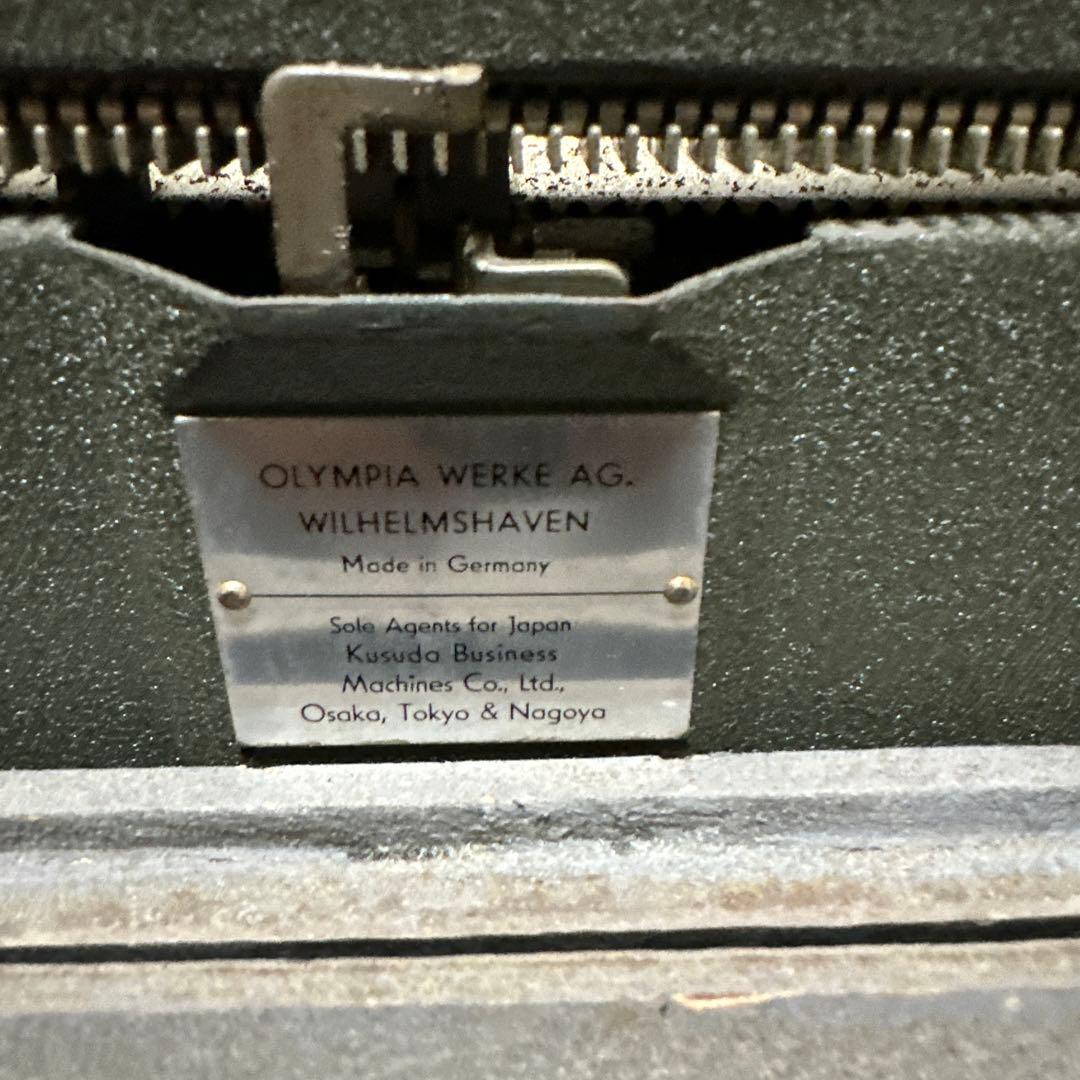 OLYMPIA WERKE AG.
WILHELMSHAVEN
Made in Germany
Sole Agents for Japan
Kusuda Business
Machines Co., Ltd.,
Osaka, Tokyo & Nagoya